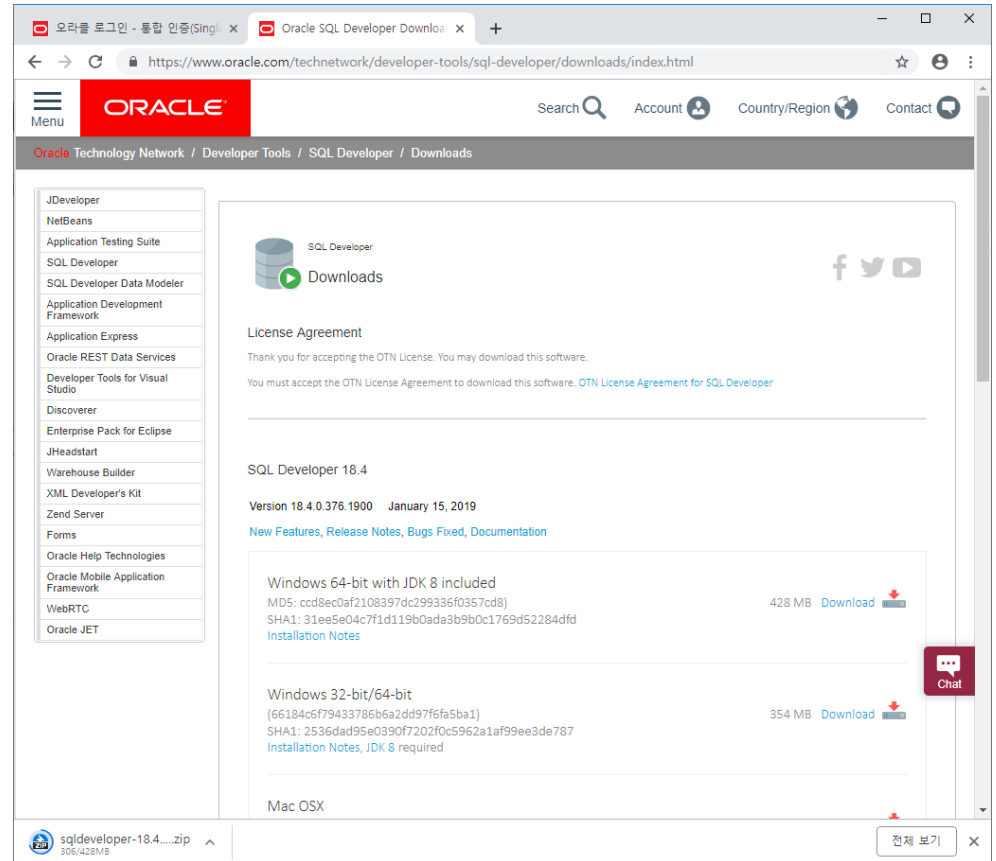 오라클 로그인 - 통합 인증(Singl
Oracle SQL Developer Downloa
https://www.oracle.com/technetwork/developer-tools/sql-developer/downloads/index.html
Menu
ORACLE
Search
Account
Country/Region
Contact
Oracle Technology Network / Developer Tools / SQL Developer / Downloads
JDeveloper
NetBeans
Application Testing Suite
SQL Developer
SQL Developer Data Modeler
Application Development
Framework
Application Express
Oracle REST Data Services
Developer Tools for Visual
Studio
Discoverer
Enterprise Pack for Eclipse
JHeadstart
Warehouse Builder
XML Developer's Kit
Zend Server
Forms
Oracle Help Technologies
Oracle Mobile Application
Framework
WebRTC
Oracle JET
SQL Developer
Downloads
License Agreement
Thank you for accepting the OTN License. You may download this software.
You must accept the OTN License Agreement to download this software. OTN License Agreement for SQL Developer
SQL Developer 18.4
Version 18.4.0.376.1900 January 15, 2019
New Features, Release Notes, Bugs Fixed, Documentation
Windows 64-bit with JDK 8 included
MD5: ccd8ec0af2108397dc299336f0357cd8)
SHA1: 31ee5e04c7f1d119b0ada3b9b0c1769d52284dfd
Installation Notes
428 MB Download
Windows 32-bit/64-bit
(66184c6f79433786b6a2dd97f6fa5ba1)
SHA1: 2536dad95e0390f7202f0c5962a1af99ee3de787
Installation Notes, JDK 8 required
354 MB Download
Chat
Mac OSX
sqldeveloper-18.4....zip
306/428MB
전체 보기